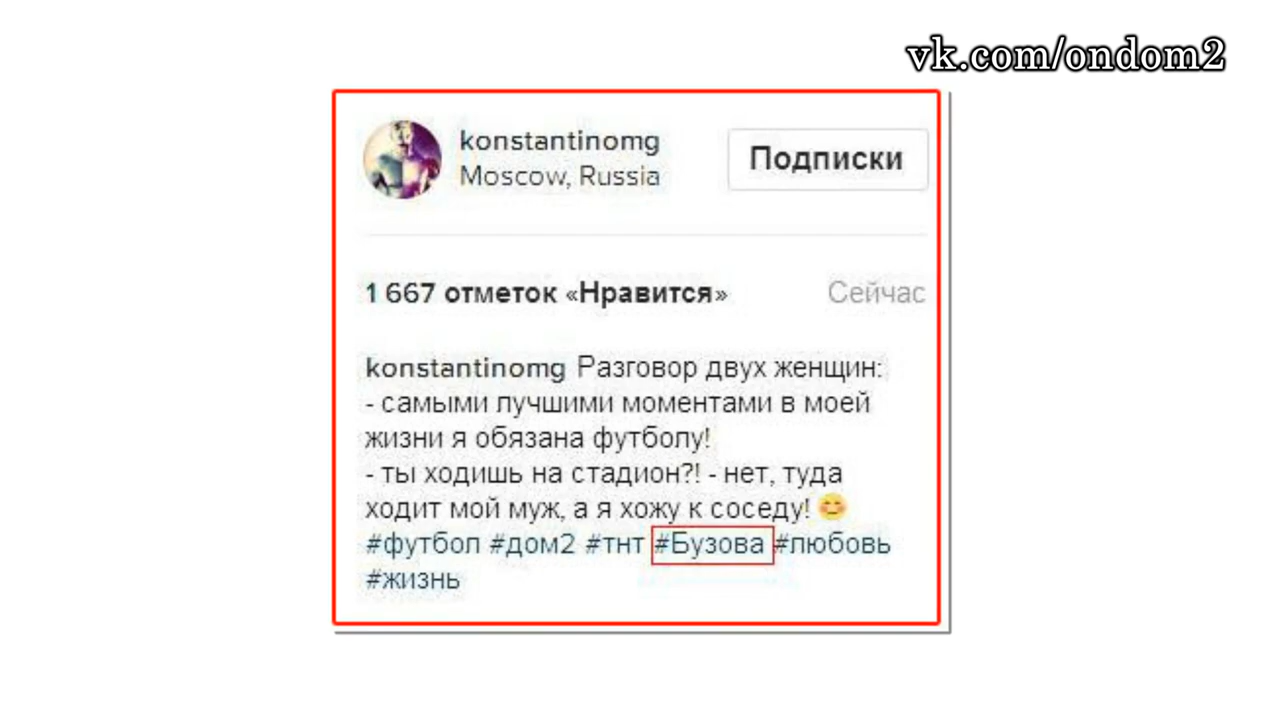 vk.com/ondom2
konstantinomg
Moscow, Russia
Подписки
1 667 отметок «Нравится»
Сейчас
konstantinomg Разговор двух женщин:
- самыми лучшими моментами в моей
жизни я обязана футболу!
- ты ходишь на стадион?! - нет, туда
ходит мой муж, а я хожу к соседу! 😊
#футбол #дом2 #тнт #Бузова #любовь
#жизнь